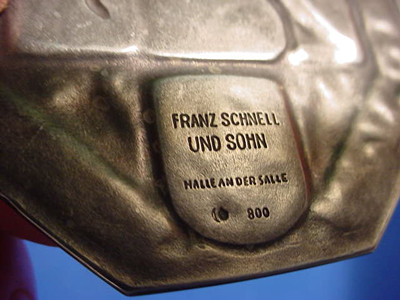 FRANZ SCHNELL
UND SOHN
HALLE AN DER SALLE
800